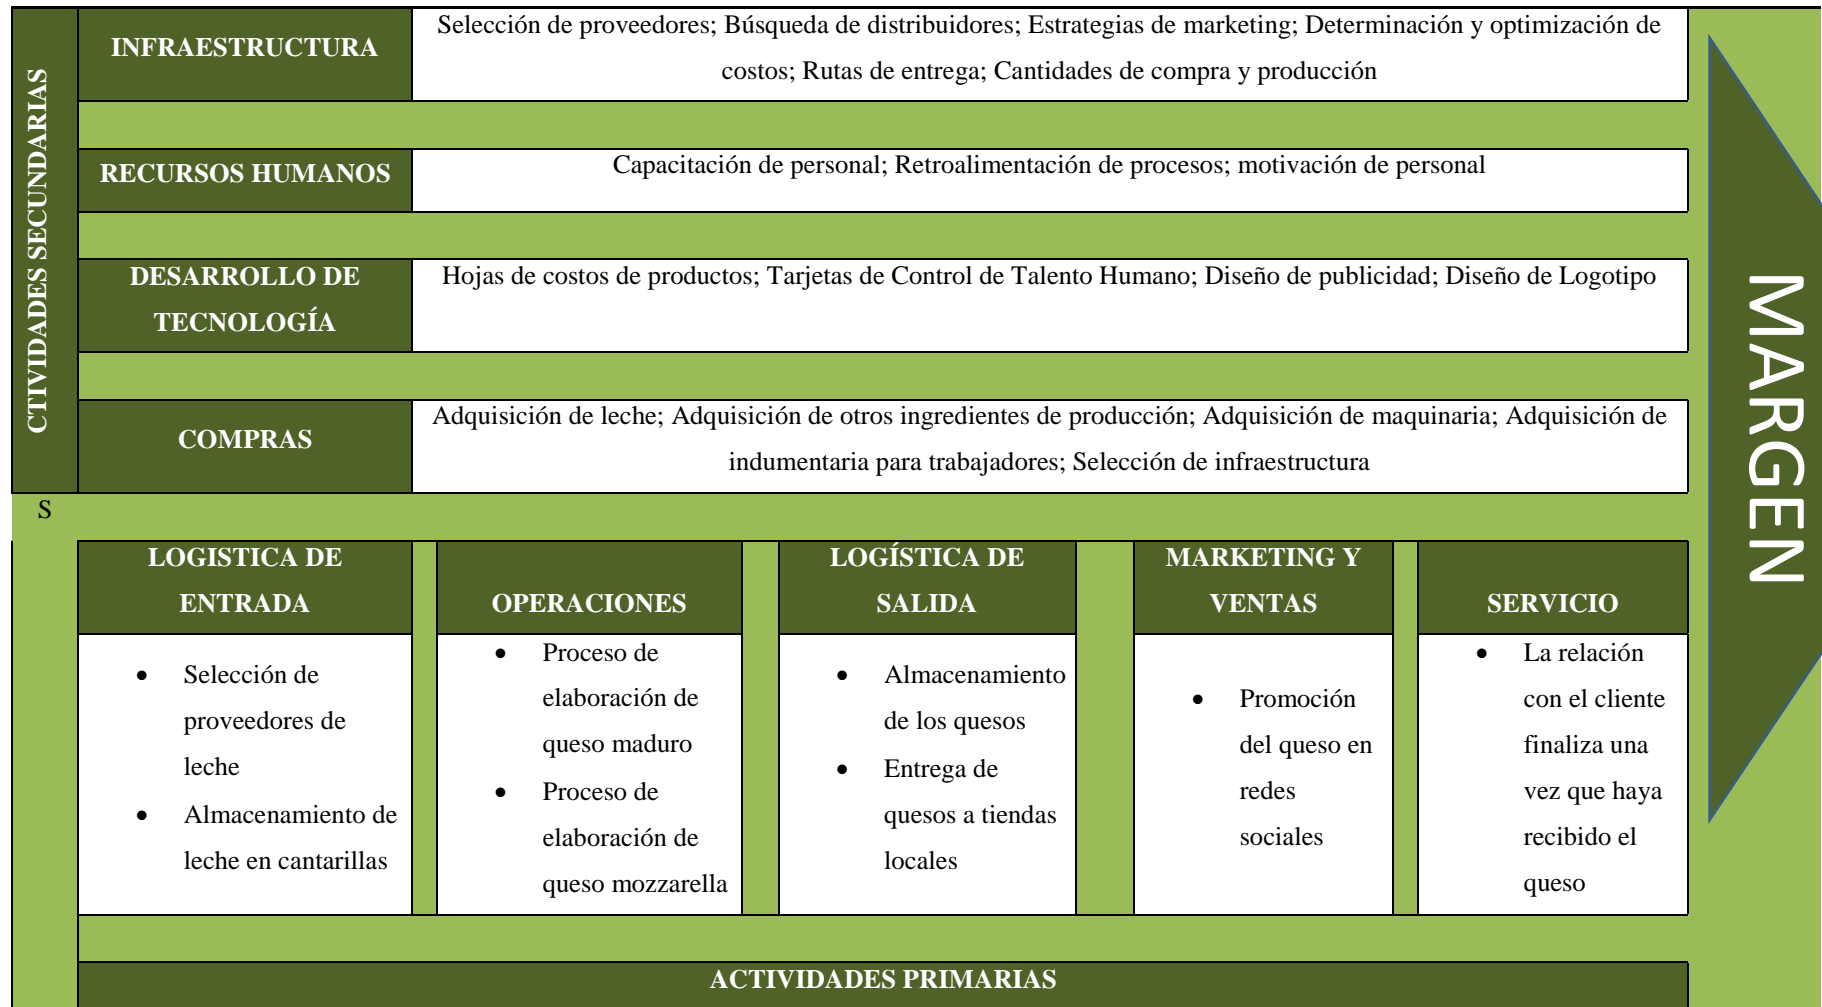 CTIVIDADES SECUNDARIAS
INFRAESTRUCTURA
Selección de proveedores; Búsqueda de distribuidores; Estrategias de marketing; Determinación y optimización de
costos; Rutas de entrega; Cantidades de compra y producción
RECURSOS HUMANOS
Capacitación de personal; Retroalimentación de procesos; motivación de personal
DESARROLLO DE
TECNOLOGÍA
Hojas de costos de productos; Tarjetas de Control de Talento Humano; Diseño de publicidad; Diseño de Logotipo
COMPRAS
Adquisición de leche; Adquisición de otros ingredientes de producción; Adquisición de maquinaria; Adquisición de
indumentaria para trabajadores; Selección de infraestructura
S
LOGISTICA DE
ENTRADA
• Selección de
proveedores de
leche
• Almacenamiento de
leche en cantarillas
OPERACIONES
• Proceso de
elaboración de
queso maduro
• Proceso de
elaboración de
queso mozzarella
LOGÍSTICA DE
SALIDA
• Almacenamiento
de los quesos
• Entrega de
quesos a tiendas
locales
MARKETING Y
VENTAS
• Promoción
del queso en
redes
sociales
SERVICIO
• La relación
con el cliente
finaliza una
vez que haya
recibido el
queso
ACTIVIDADES PRIMARIAS
MARGEN